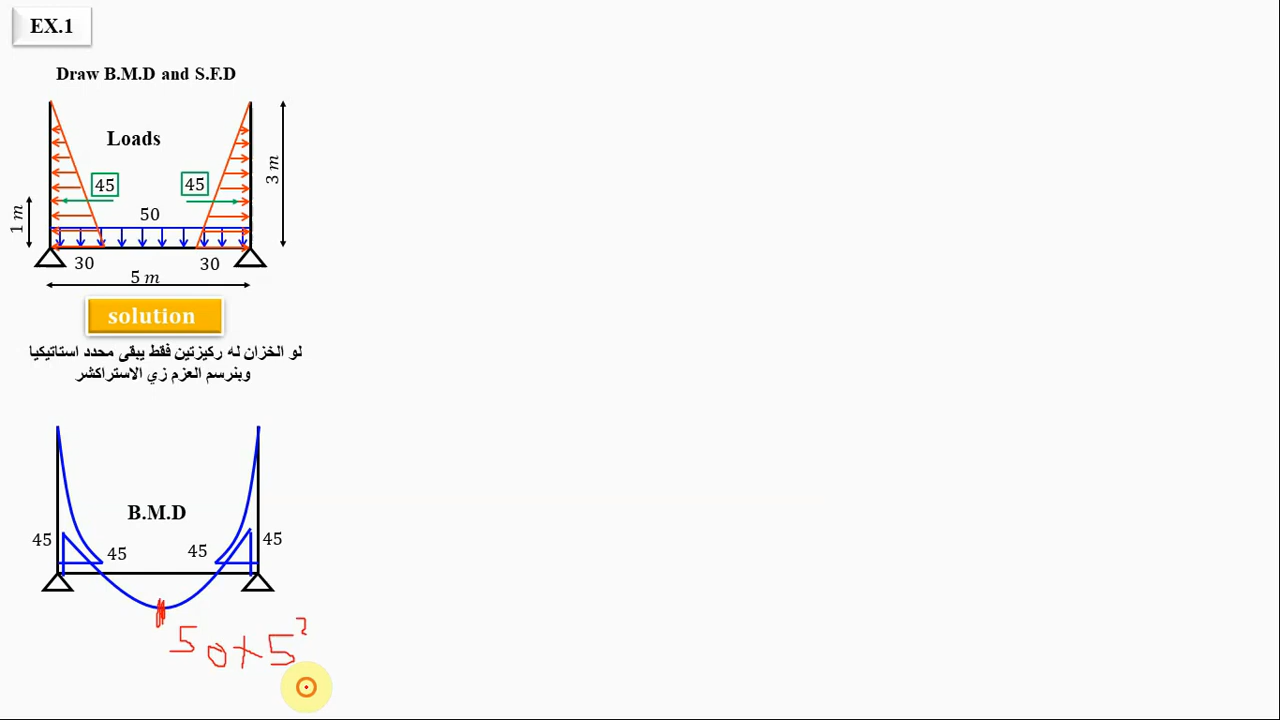 EX.1
Draw B.M.D and S.F.D
Loads
3 m
45
45
1 m
50
30
30
5 m
solution
لو الخزان له ركيزتين فقط يبقى محدد استاتيكيا
وبنرسم العزم زي الاستراكشر
B.M.D
45
45
45
45
50×5²